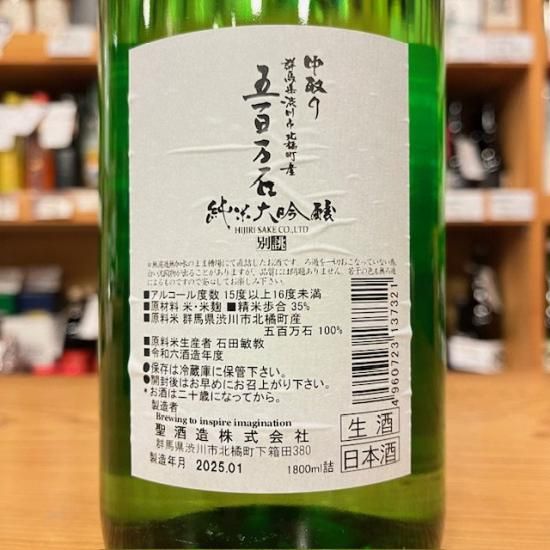 中取り
群馬県渋川市北橘町産
五百万石
純米大吟醸
HIJIRI SAKE CO.,LTD
別誂
■アルコール度数 15度以上16度未満
■原材料 米・米麹 ■精米歩合 35%
■原料米 群馬県渋川市北橘町産
五百万石 100%
■原料米生産者 石田敏教
■令和六酒造年度
●保存は冷蔵庫に保管下さい。
●開封後はお早めにお召上がり下さい。
*お酒は二十歳になってから。
製造者
Brewing to inspire imagination
聖酒造株式会社
群馬県渋川市北橘町下箱田380
製造年月 2025.01
1800ml詰
生酒
日本酒
4 960723 137321